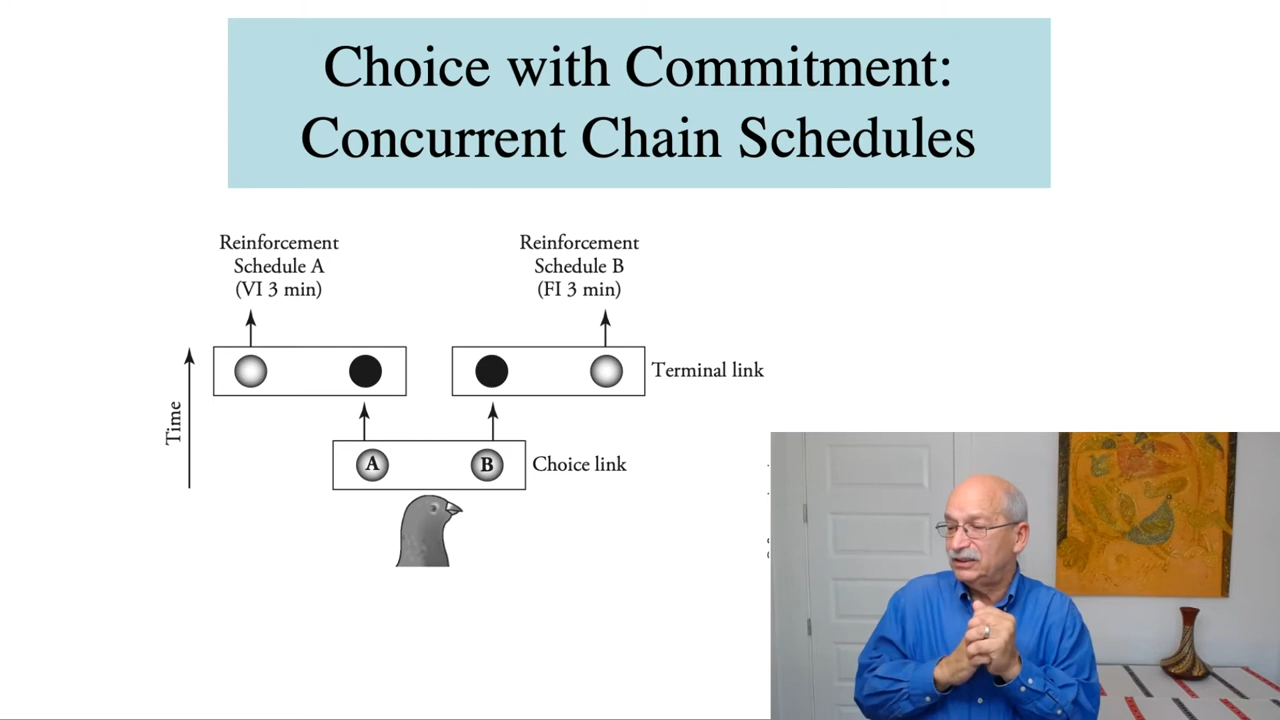 Choice with Commitment:
Concurrent Chain Schedules
Reinforcement
Schedule A
(VI 3 min)
Reinforcement
Schedule B
(FI 3 min)
Terminal link
Time
A
B
Choice link